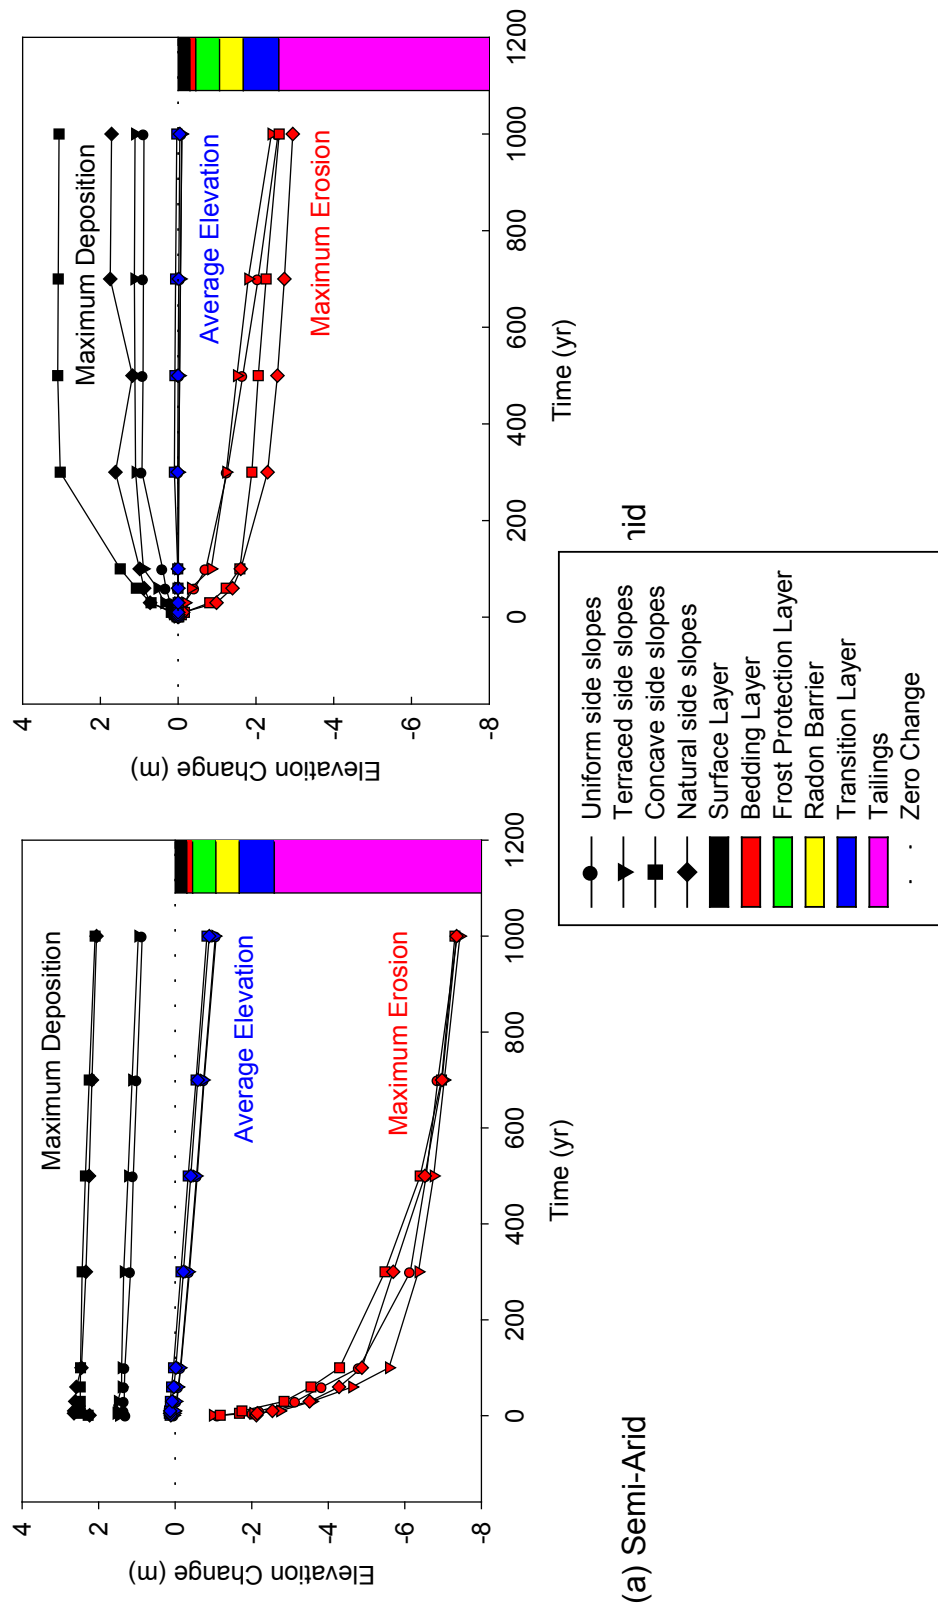 4
2
0
-2
-4
-6
-8
Elevation Change (m)
0
200
400
600
800
1000
1200
Time (yr)
Maximum Deposition
Average Elevation
Maximum Erosion
(a) Semi-Arid
4
2
0
-2
-4
-6
-8
Elevation Change (m)
0
200
400
600
800
1000
1200
Time (yr)
Maximum Deposition
Average Elevation
Maximum Erosion
Uniform side slopes
Terraced side slopes
Concave side slopes
Natural side slopes
Surface Layer
Bedding Layer
Frost Protection Layer
Radon Barrier
Transition Layer
Tailings
Zero Change